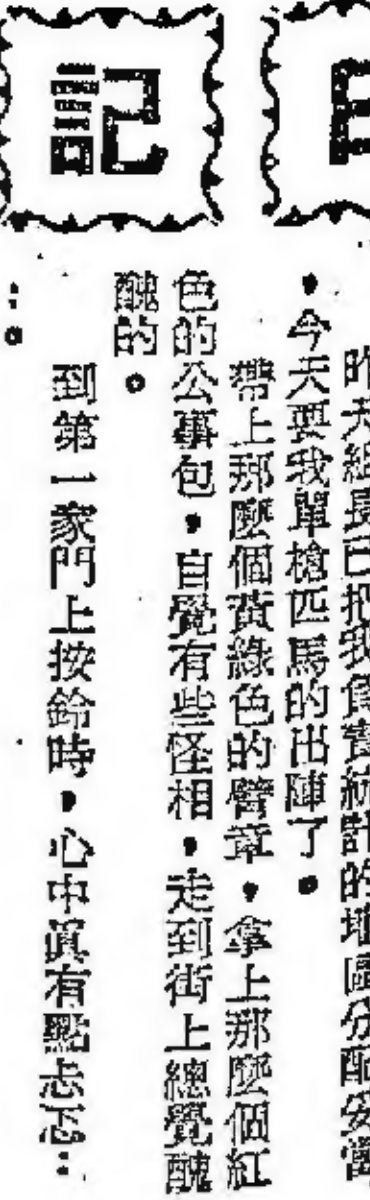 日記
昨天組長已把我負責統計的地區分配妥當
，今天要我單槍匹馬的出陣了。
帶上那麼個黃綠色的臂章，拿上那麼個紅
色的公事包，自覺有些怪相，走到街上總覺醜
醜的。
到第一家門上按鈴時，心中眞有點忐忑：
：。